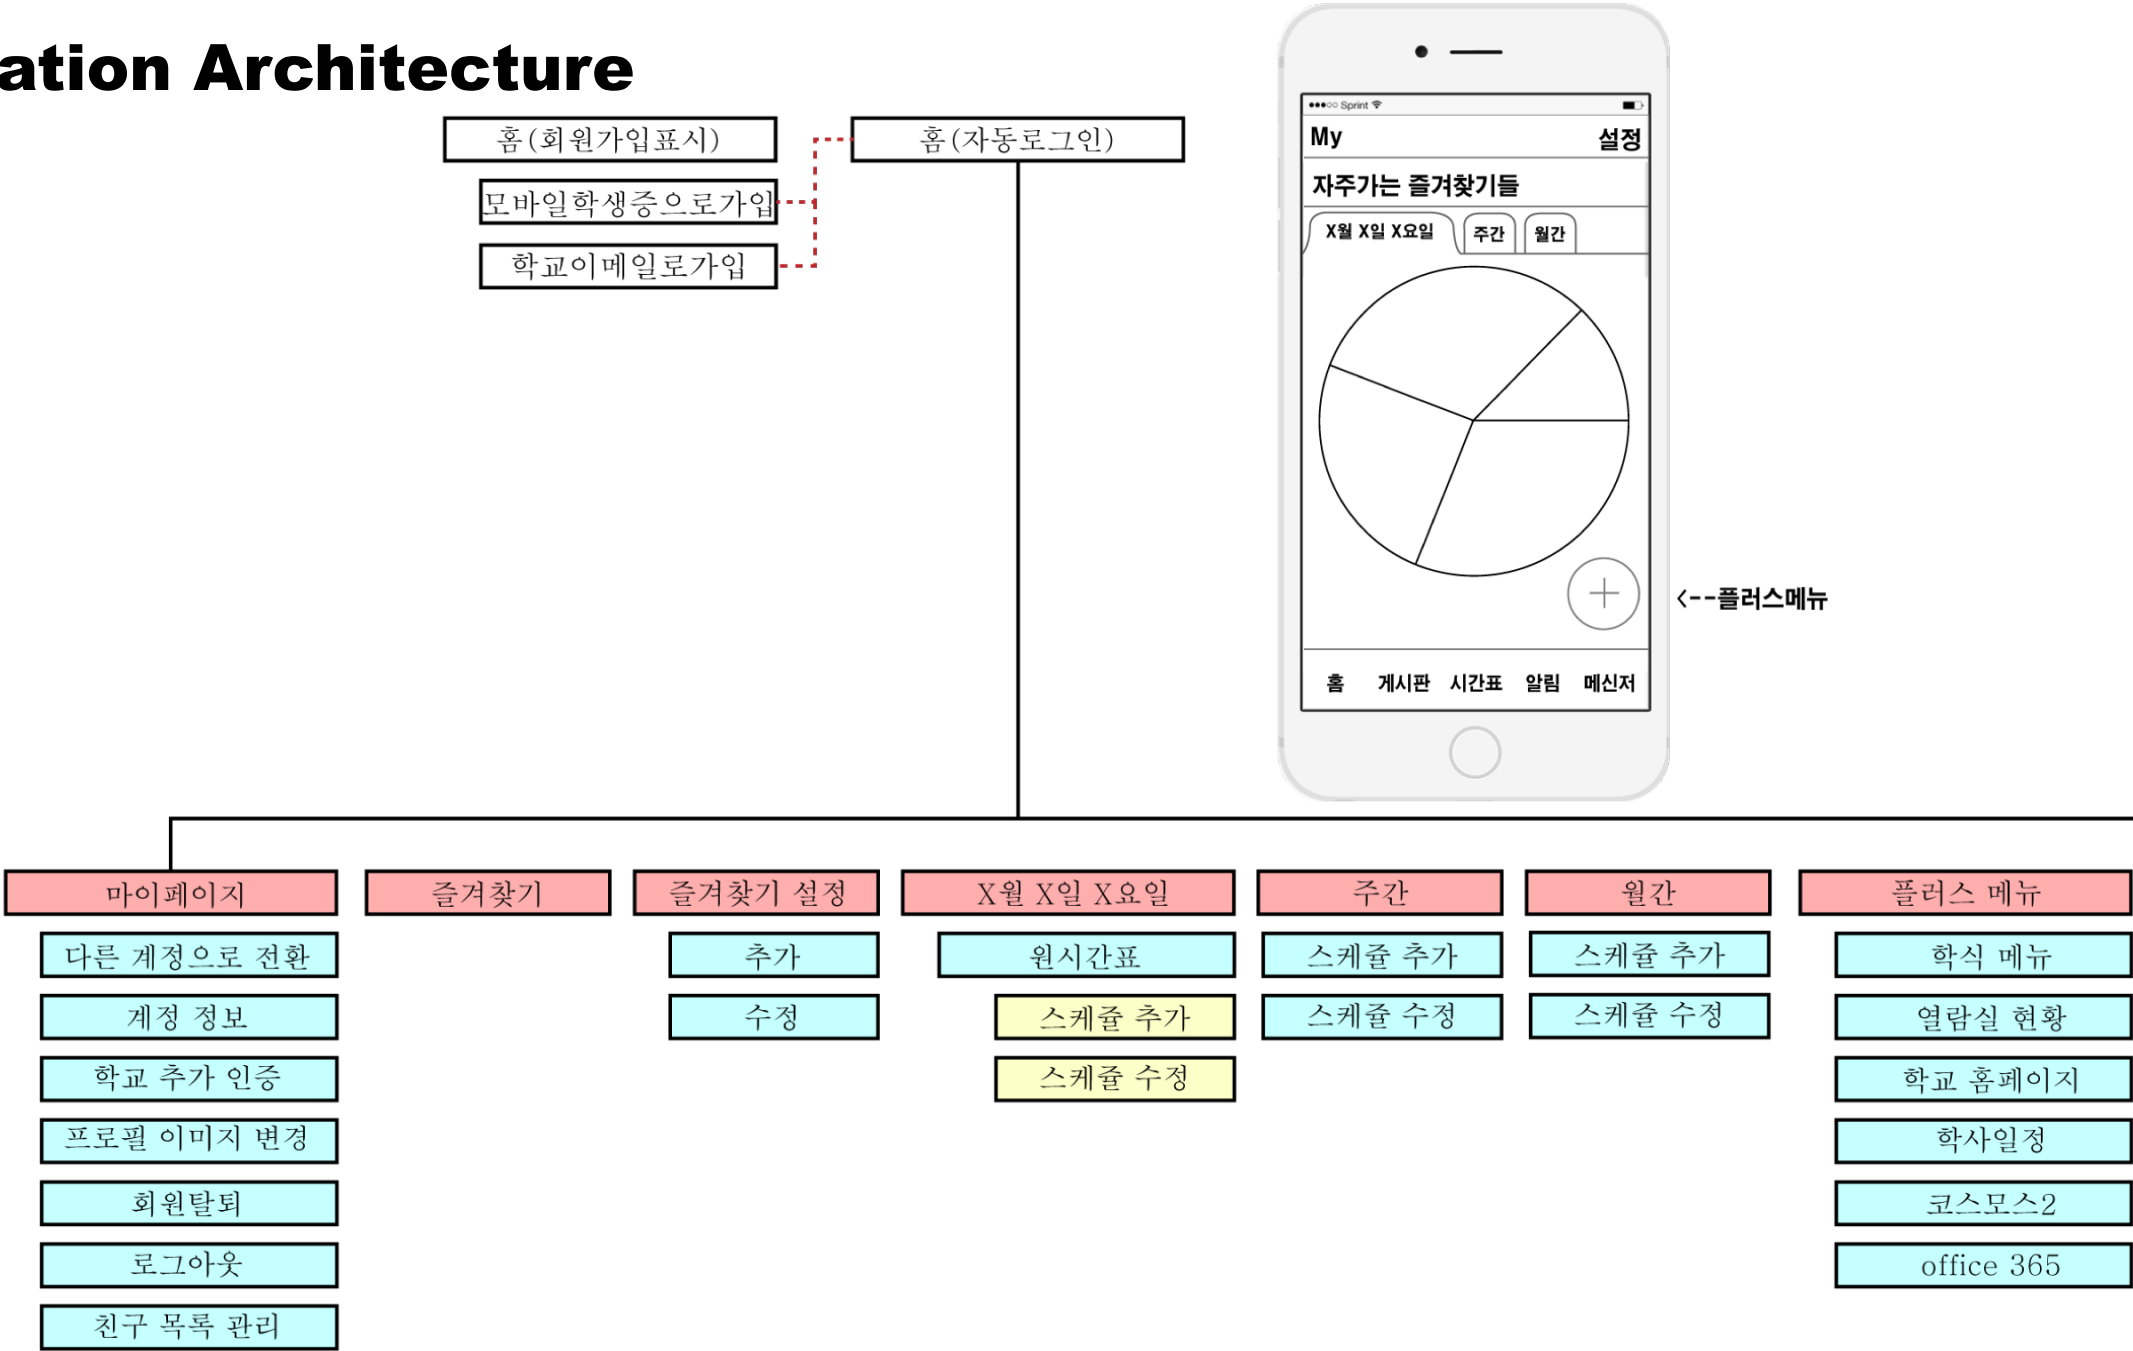 ation Architecture
홈(회원가입표시)
모바일학생증으로가입
학교이메일로가입
홈(자동로그인)
Sprint
My 설정
자주가는 즐겨찾기들
X월 X일 X요일 주간 월간
<--플러스메뉴
홈 게시판 시간표 알림 메신저
마이페이지
다른 계정으로 전환
계정 정보
학교 추가 인증
프로필 이미지 변경
회원탈퇴
로그아웃
친구 목록 관리
즐겨찾기
즐겨찾기 설정
추가
수정
X월 X일 X요일
원시간표
스케쥴 추가
스케쥴 수정
주간
스케쥴 추가
스케쥴 수정
월간
스케쥴 추가
스케쥴 수정
플러스 메뉴
학식 메뉴
열람실 현황
학교 홈페이지
학사일정
코스모스2
office 365